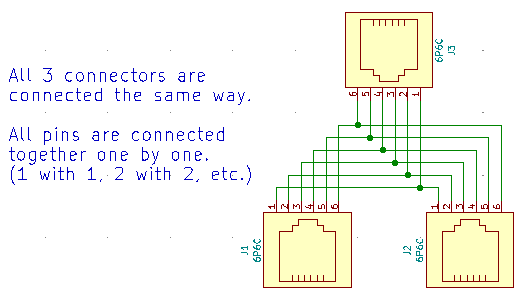 All 3 connectors are
connected the same way.
All pins are connected
together one by one.
(1 with 1, 2 with 2, etc.)
6P6C
J3
6 5 4 3 2 1
1 2 3 4 5 6
J1
6P6C
1 2 3 4 5 6
J2
6P6C